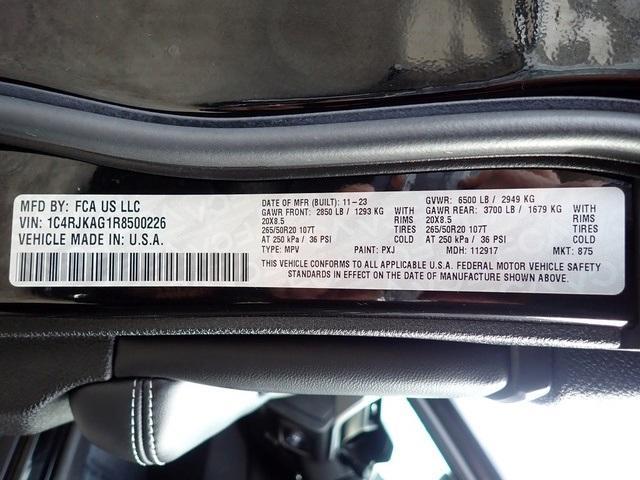 MFD BY: FCA US LLC
VIN: 1C4RJKAG1R8500226
VEHICLE MADE IN: U.S.A.
DATE OF MFR (BUILT): 11-23
GAWR FRONT: 2850 LB / 1293 KG
20X8.5 RIMS
265/50R20 107T TIRES
AT 250 kPa / 36 PSI COLD
TYPE: MPV PAINT: PXJ
GVWR: 6500 LB / 2949 KG
GAWR REAR: 3700 LB / 1679 KG WITH
20X8.5 RIMS
265/50R20 107T TIRES
AT 250 kPa / 36 PSI COLD
MDH: 112917 MKT: 875
THIS VEHICLE CONFORMS TO ALL APPLICABLE U.S.A. FEDERAL MOTOR VEHICLE SAFETY
STANDARDS IN EFFECT ON THE DATE OF MANUFACTURE SHOWN ABOVE.